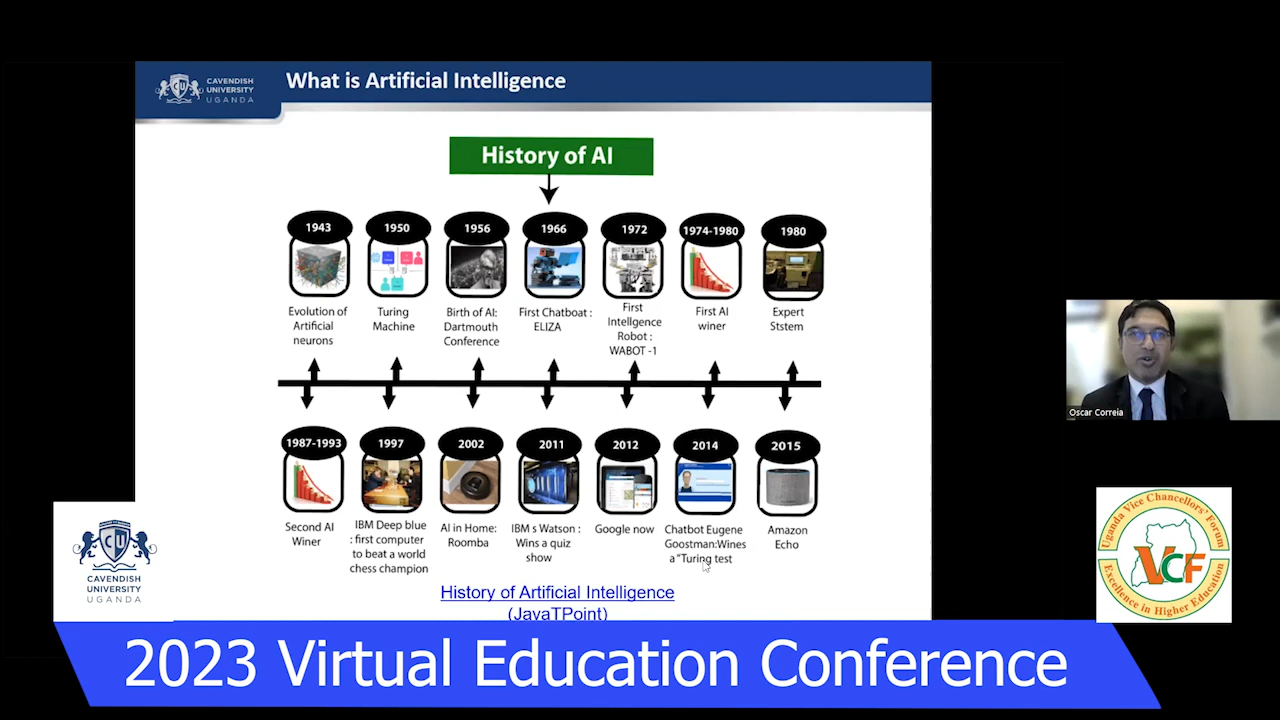 CAVENDISH
UNIVERSITY
UGANDA
What is Artificial Intelligence
History of AI
1943
1950
1956
1966
1972
1974-1980
1980
Evolution of
Artificial
neurons
Turing
Machine
Birth of AI:
Dartmouth
Conference
First Chatboat :
ELIZA
First
Intellgence
Robot :
WABOT -1
First AI
winer
Expert
Ststem
1987-1993
1997
2002
2011
2012
2014
2015
Second AI
Winer
IBM Deep blue
: first computer
to beat a world
chess champion
AI in Home:
Roomba
IBM s Watson :
Wins a quiz
show
Google now
Chatbot Eugene
Goostman:Wines
a "Turing test
Amazon
Echo
History of Artificial Intelligence
(JavaTPoint)
Oscar Correia
CU
CAVENDISH
UNIVERSITY
UGANDA
Uganda Vice Chancellors' Forum
VCF
Excellence in Higher Education
2023 Virtual Education Conference